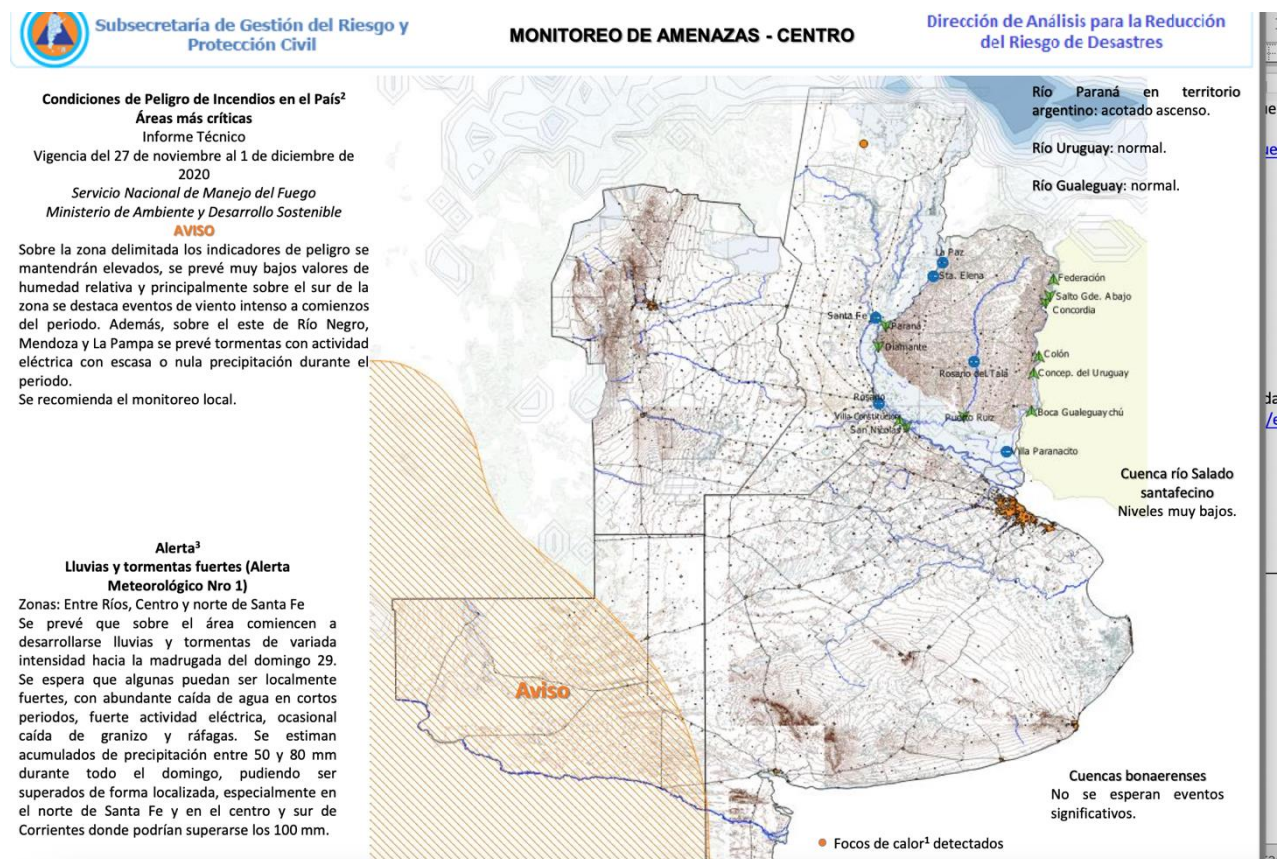 Subsecretaría de Gestión del Riesgo y
Protección Civil
MONITOREO DE AMENAZAS - CENTRO
Dirección de Análisis para la Reducción
del Riesgo de Desastres
Condiciones de Peligro de Incendios en el País²
Áreas más críticas
Informe Técnico
Vigencia del 27 de noviembre al 1 de diciembre de
2020
Servicio Nacional de Manejo del Fuego
Ministerio de Ambiente y Desarrollo Sostenible
AVISO
Sobre la zona delimitada los indicadores de peligro se
mantendrán elevados, se prevé muy bajos valores de
humedad relativa y principalmente sobre el sur de la
zona se destaca eventos de viento intenso a comienzos
del periodo. Además, sobre el este de Río Negro,
Mendoza y La Pampa se prevé tormentas con actividad
eléctrica con escasa o nula precipitación durante el
periodo.
Se recomienda el monitoreo local.
Alerta³
Lluvias y tormentas fuertes (Alerta
Meteorológico Nro 1)
Zonas: Entre Ríos, Centro y norte de Santa Fe
Se prevé que sobre el área comiencen a
desarrollarse lluvias y tormentas de variada
intensidad hacia la madrugada del domingo 29.
Se espera que algunas puedan ser localmente
fuertes, con abundante caída de agua en cortos
periodos, fuerte actividad eléctrica, ocasional
caída de granizo y ráfagas. Se estiman
acumulados de precipitación entre 50 y 80 mm
durante todo el domingo, pudiendo ser
superados de forma localizada, especialmente en
el norte de Santa Fe y en el centro y sur de
Corrientes donde podrían superarse los 100 mm.
Río Paraná en territorio
argentino: acotado ascenso.
Río Uruguay: normal.
Río Gualeguay: normal.
La Paz
Sta. Elena
Federación
Salto Gde. Abajo
Concordia
Santa Fe
Paraná
Diamante
Colón
Rosario del Tala
Concep. del Uruguay
Rosario
Villa Constitución
San Nicolás
Puerto Ruiz
Boca Gualeguaychú
Villa Paranacito
Cuenca río Salado
santafecino
Niveles muy bajos.
Aviso
Cuencas bonaerenses
No se esperan eventos
significativos.
Focos de calor¹ detectados